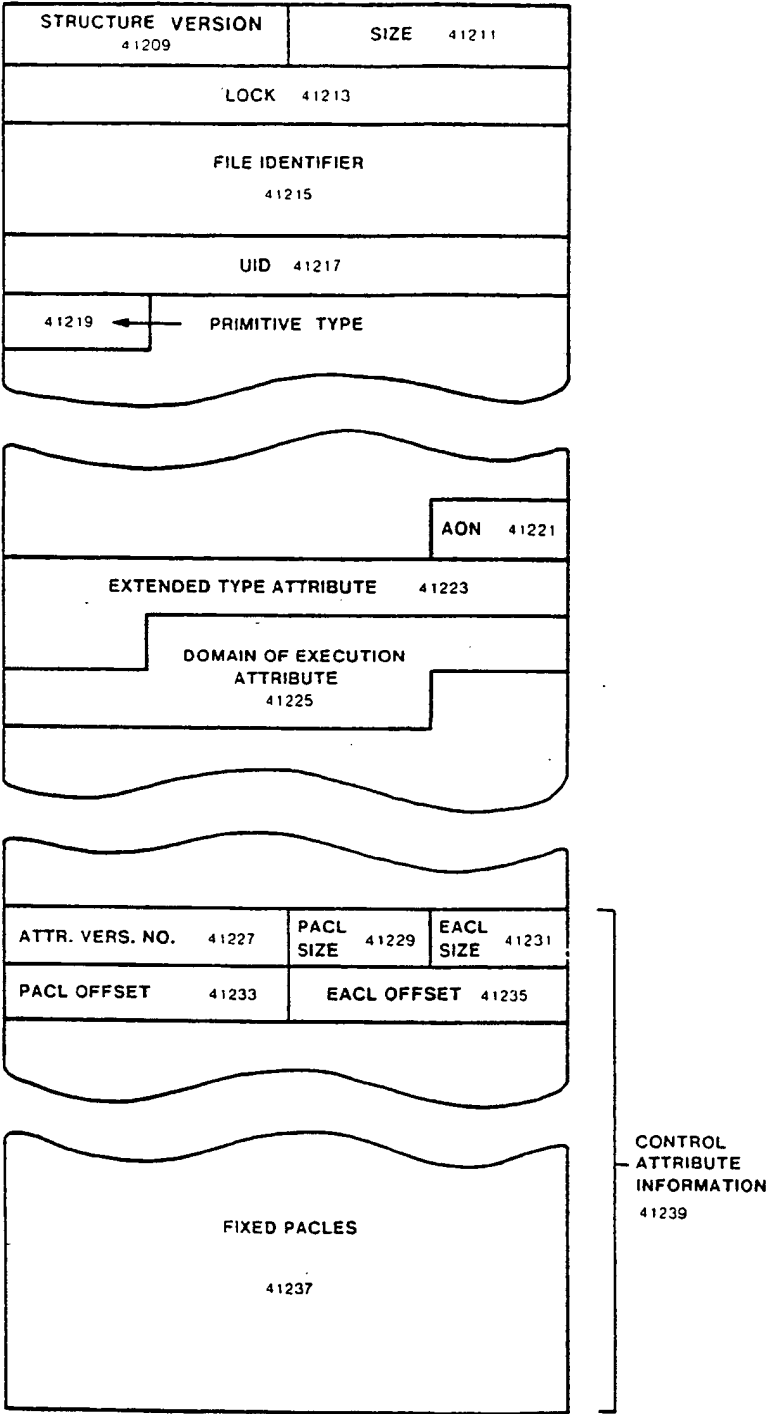 STRUCTURE VERSION
41209
SIZE 41211
LOCK 41213
FILE IDENTIFIER
41215
UID 41217
41219 PRIMITIVE TYPE
AON 41221
EXTENDED TYPE ATTRIBUTE 41223
DOMAIN OF EXECUTION
ATTRIBUTE
41225
ATTR. VERS. NO. 41227
PACL
SIZE 41229
EACL
SIZE 41231
PACL OFFSET 41233
EACL OFFSET 41235
CONTROL
ATTRIBUTE
INFORMATION
41239
FIXED PACLES
41237